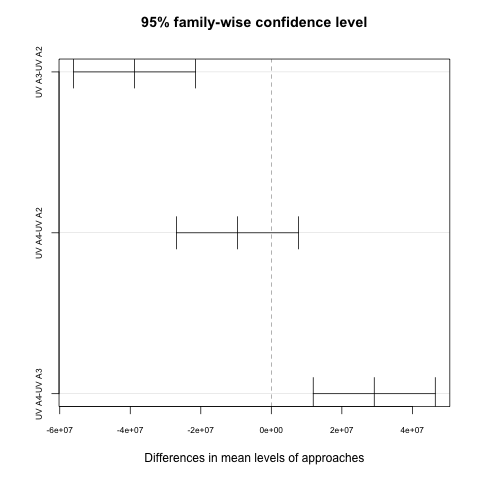 95% family-wise confidence level
UV A3-UV A2
UV A4-UV A2
UV A4-UV A3
-6e+07 -4e+07 -2e+07 0e+00 2e+07 4e+07
Differences in mean levels of approaches